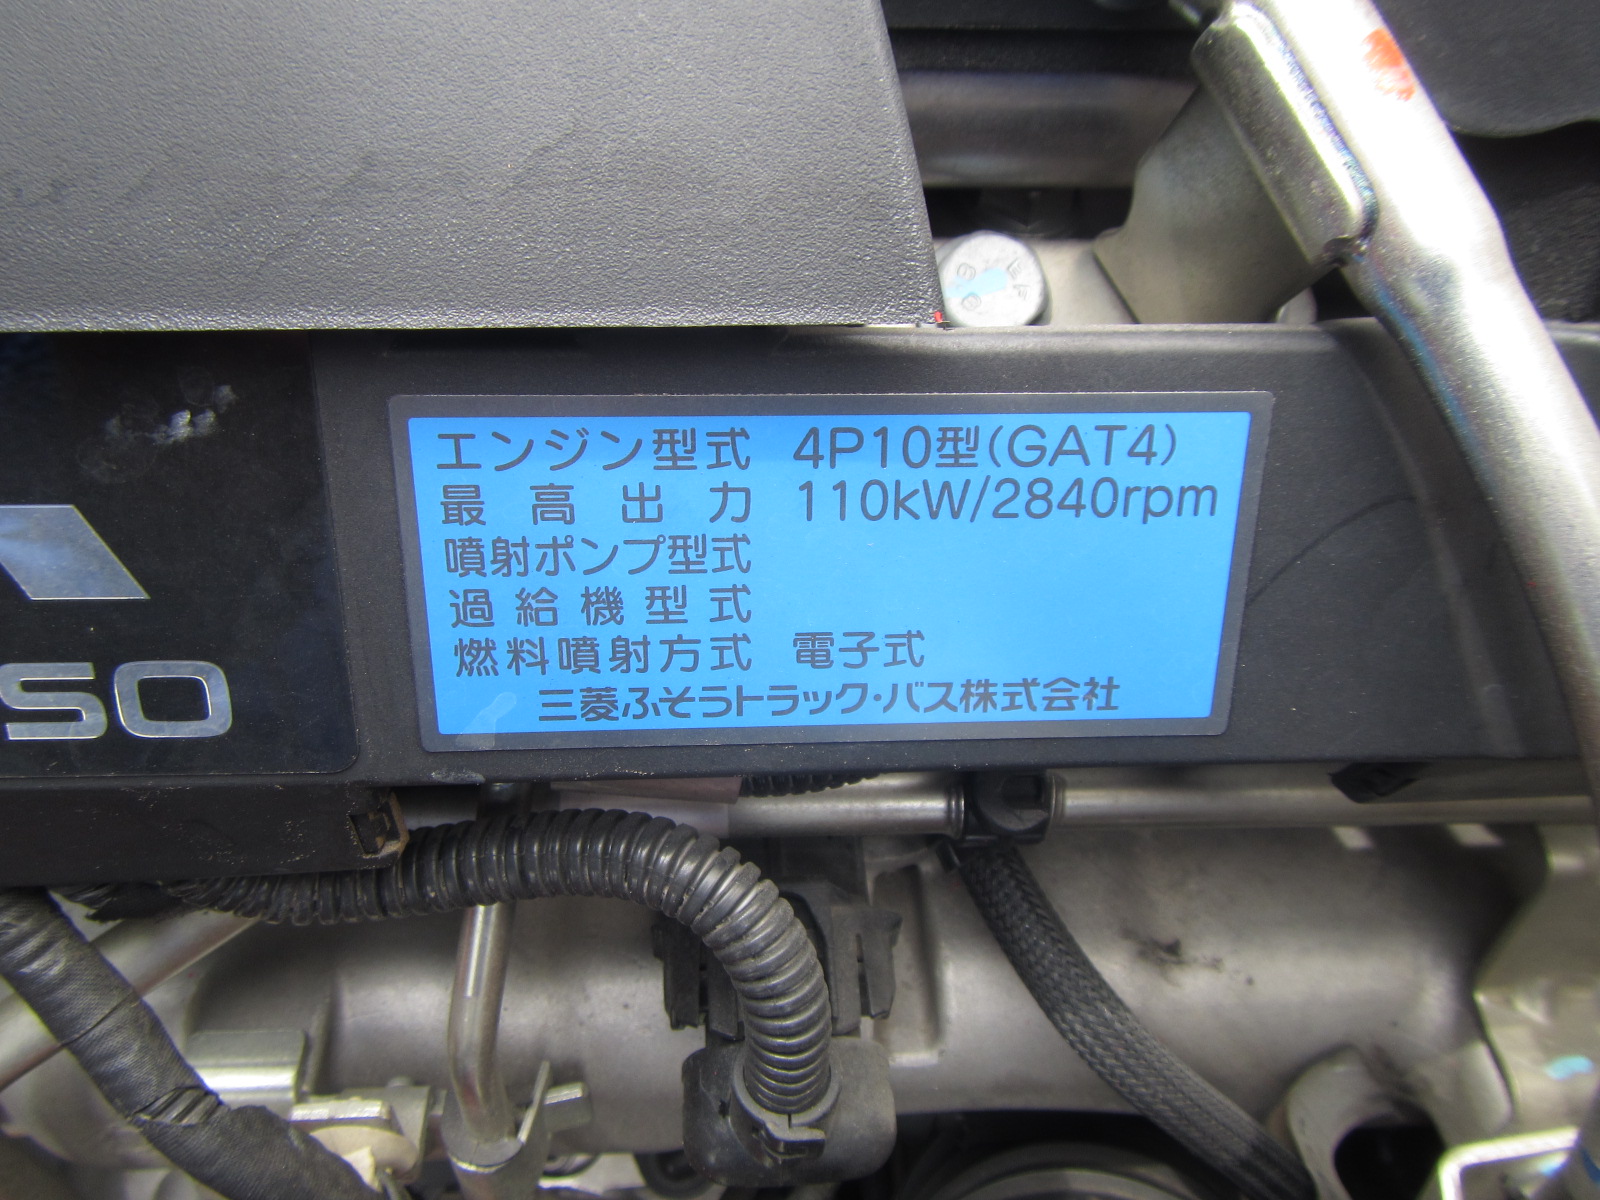 エンジン型式 4P10型(GAT4)
最高出力 110kW/2840rpm
噴射ポンプ型式
過給機型式
燃料噴射方式 電子式
三菱ふそうトラック・バス株式会社
SO